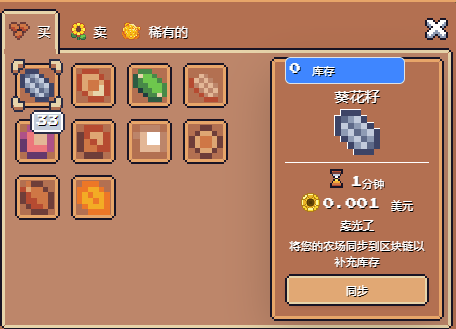 买
卖
稀有的
库存
葵花籽
33
1分钟
0.001 美元
卖光了
将您的农场同步到区块链以
补充库存
同步